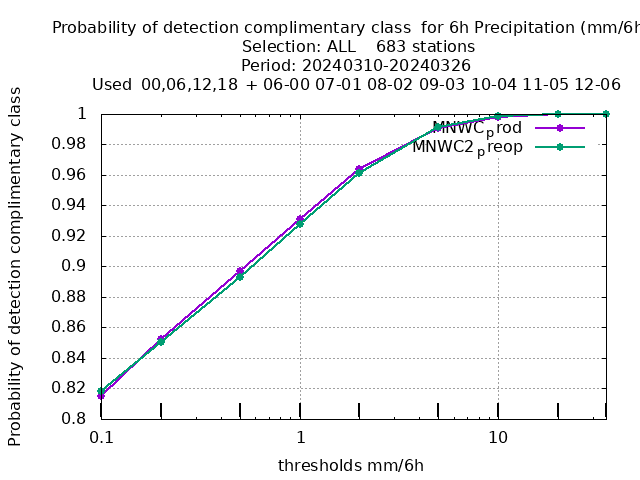 Probability of detection complimentary class  for 6h Precipitation (mm/6h
Selection: ALL    683 stations
Period: 20240310-20240326
Used  00,06,12,18  + 06-00 07-01 08-02 09-03 10-04 11-05 12-06
Probability of detection complimentary class
1
0.98
0.96
0.94
0.92
0.9
0.88
0.86
0.84
0.82
0.8
MNWCprod
MNWC2preop
0.1
1
10
thresholds mm/6h